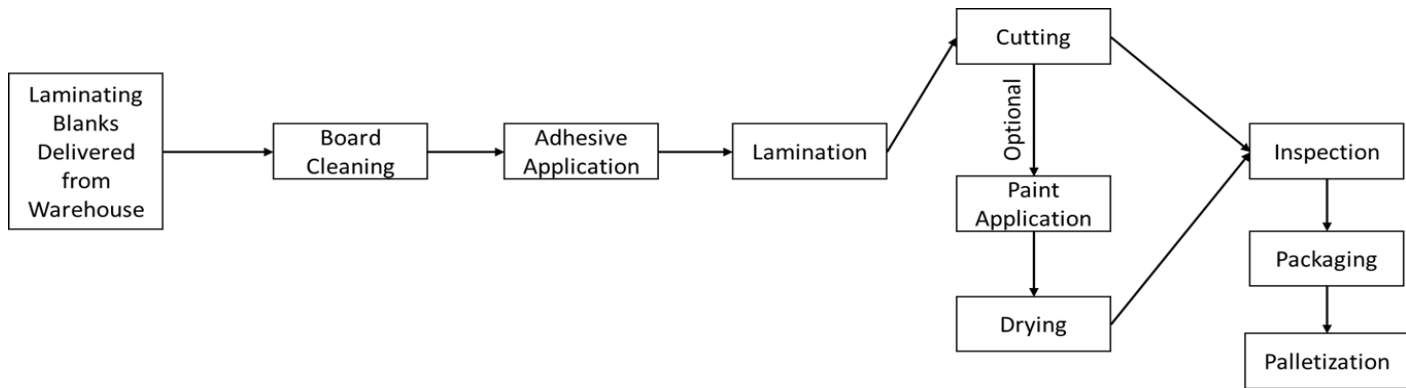 Laminating
Blanks
Delivered
from
Warehouse
Board
Cleaning
Adhesive
Application
Lamination
Cutting
Optional
Paint
Application
Drying
Inspection
Packaging
Palletization